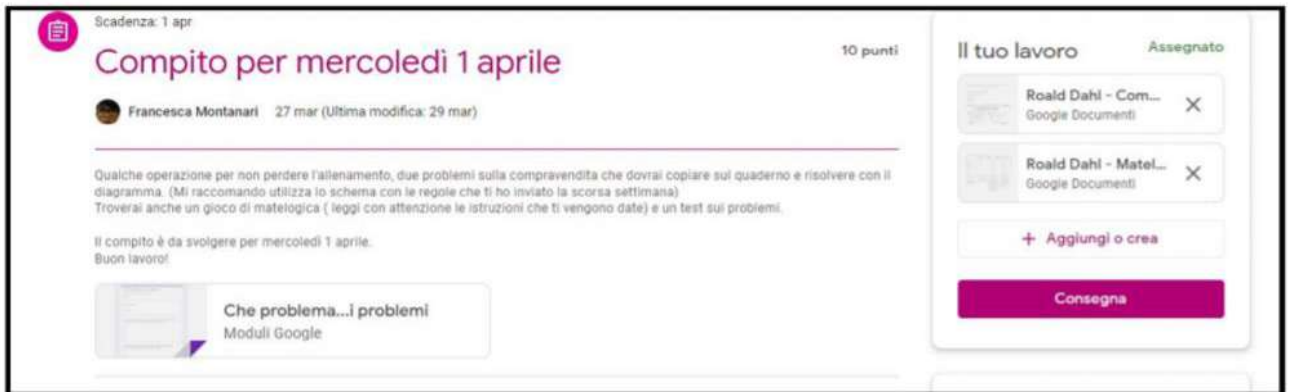 Scadenza: 1 apr
Compito per mercoledì 1 aprile
10 punti
Francesca Montanari 27 mar (Ultima modifica: 29 mar)
Qualche operazione per non perdere l'allenamento, due problemi sulla compravendita che dovrai copiare sul quaderno e risolvere con il
diagramma. (Mi raccomando utilizza lo schema con le regole che ti ho inviato la scorsa settimana)
Troverai anche un gioco di matelogica ( leggi con attenzione le istruzioni che ti vengono date) e un test sui problemi.
Il compito è da svolgere per mercoledì 1 aprile.
Buon lavoro!
Che problema...i problemi
Moduli Google
Il tuo lavoro
Assegnato
Roald Dahl - Com...
Google Documenti
Roald Dahl - Matel...
Google Documenti
+ Aggiungi o crea
Consegna